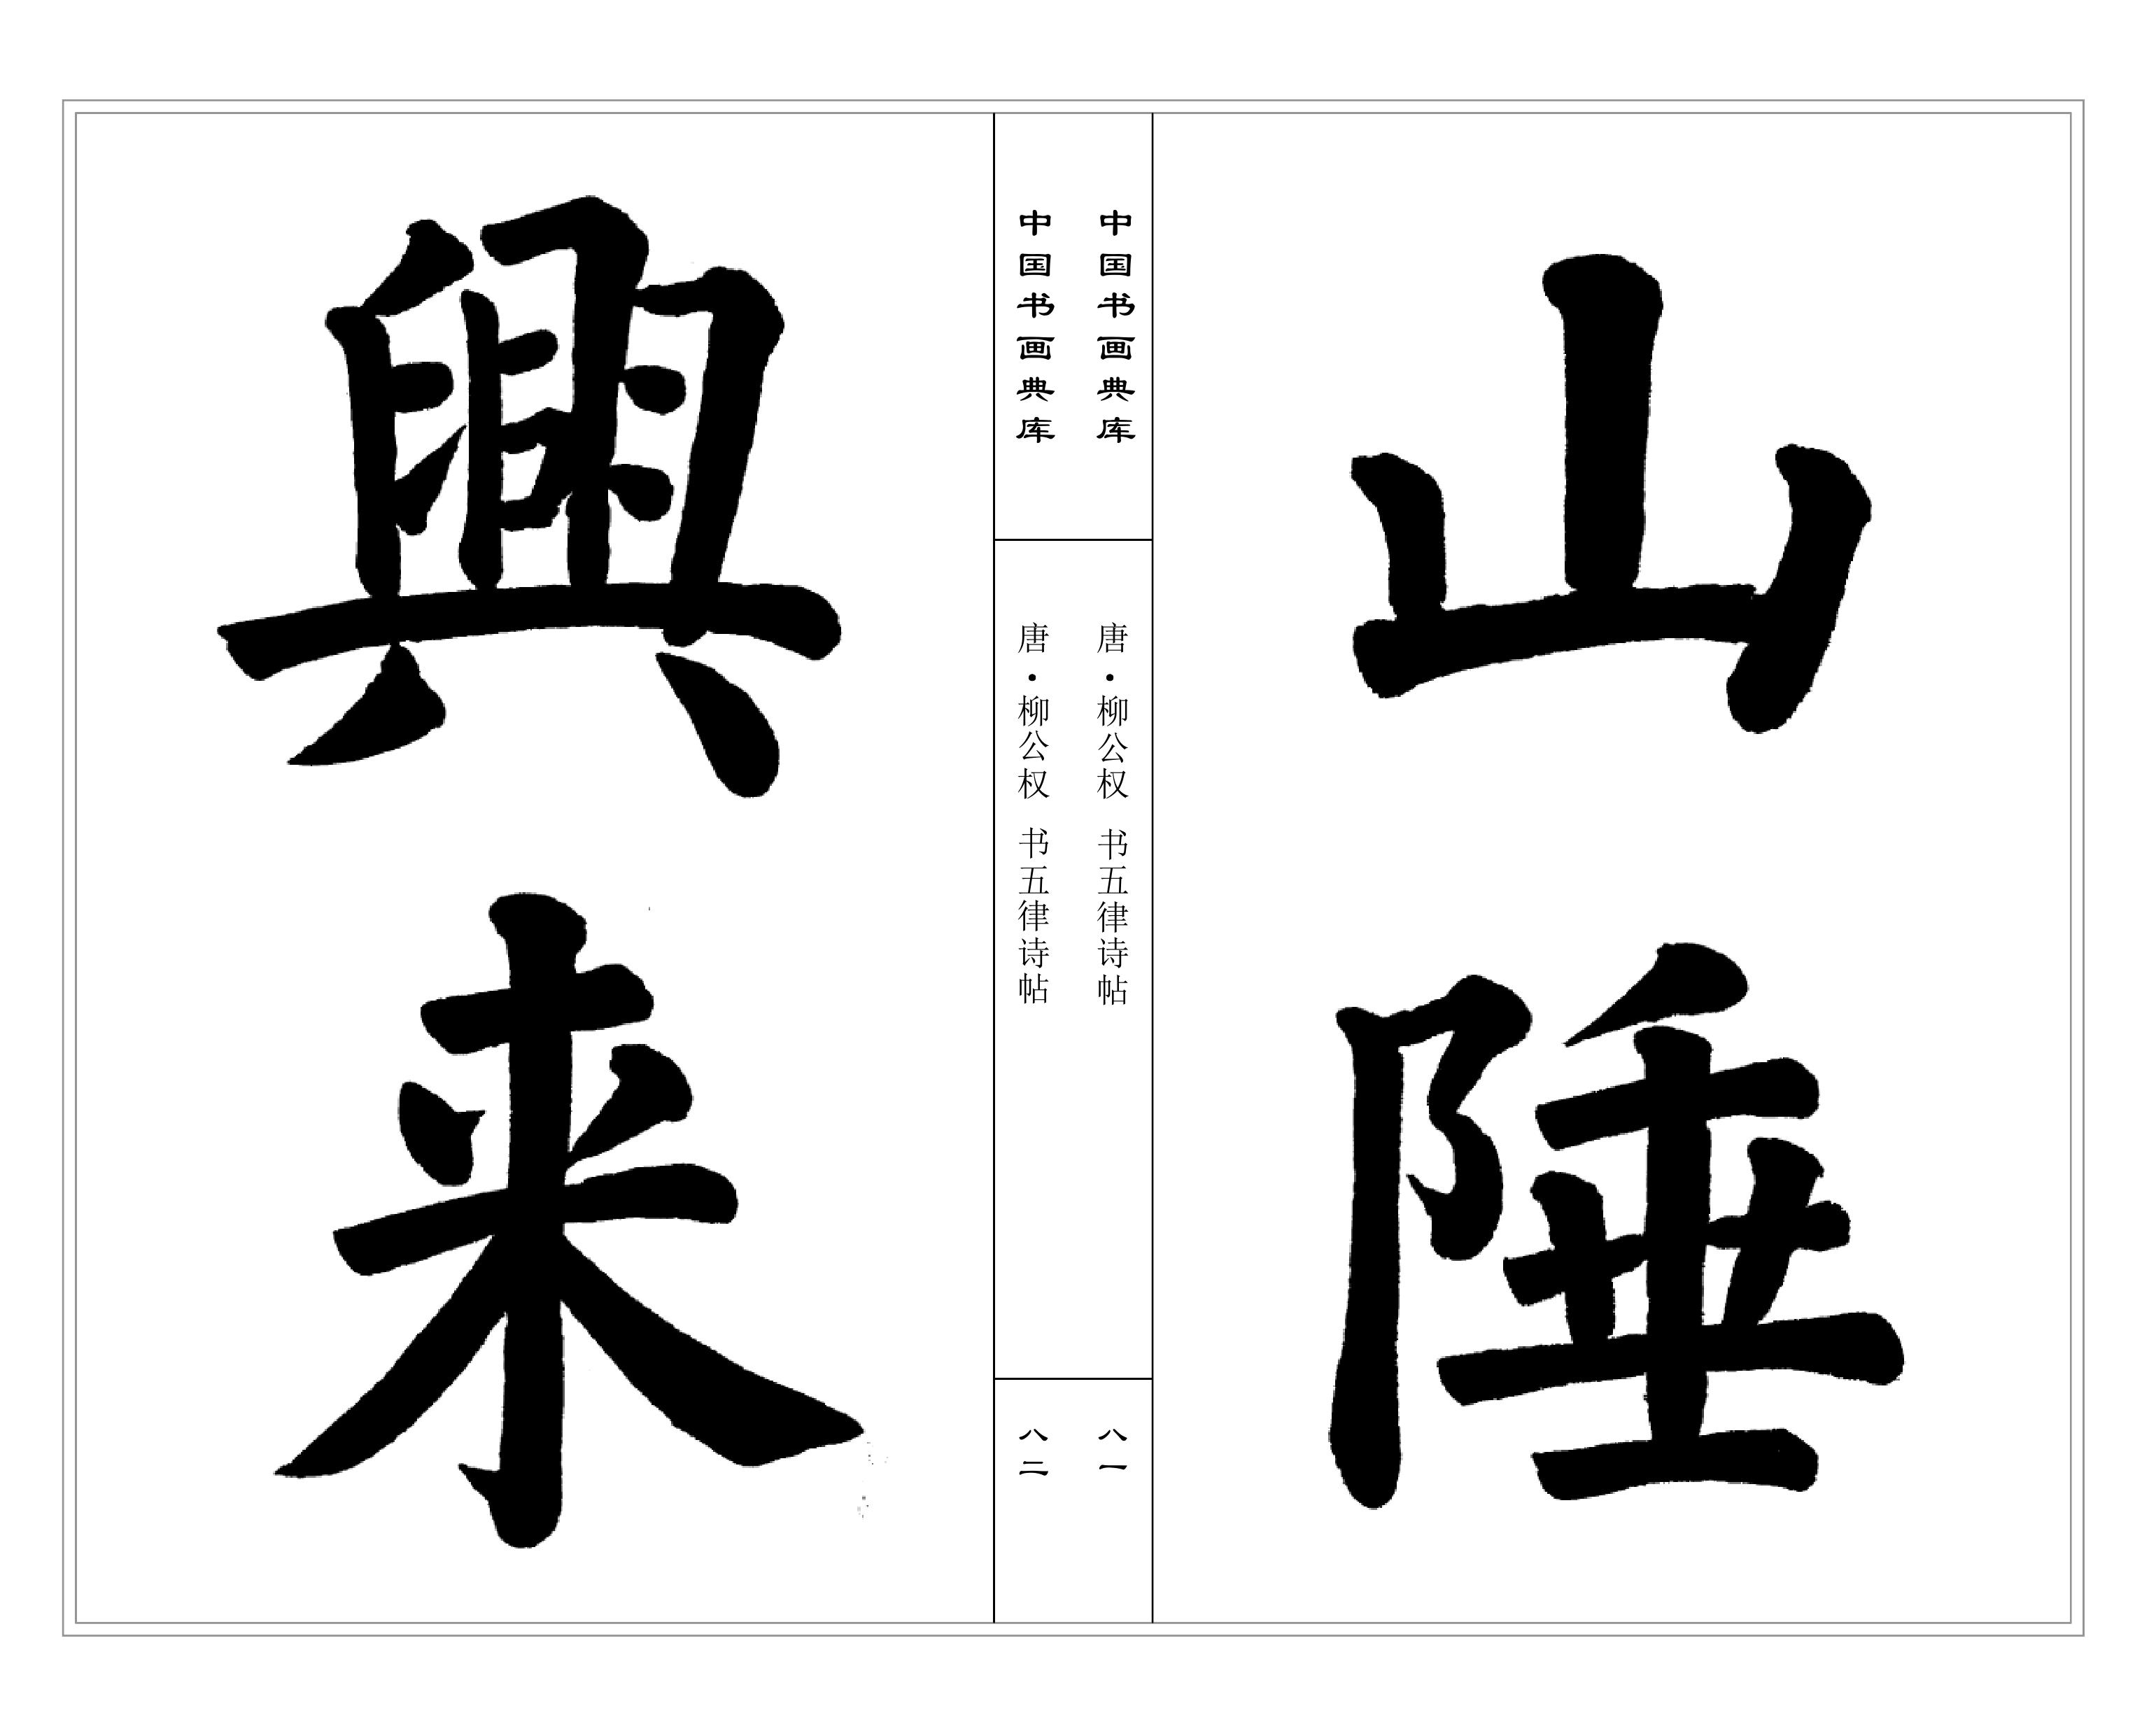 山陲
中国书画典库
唐·柳公权 书五律诗帖
八一
中国书画典库
唐·柳公权 书五律诗帖
八二
興来